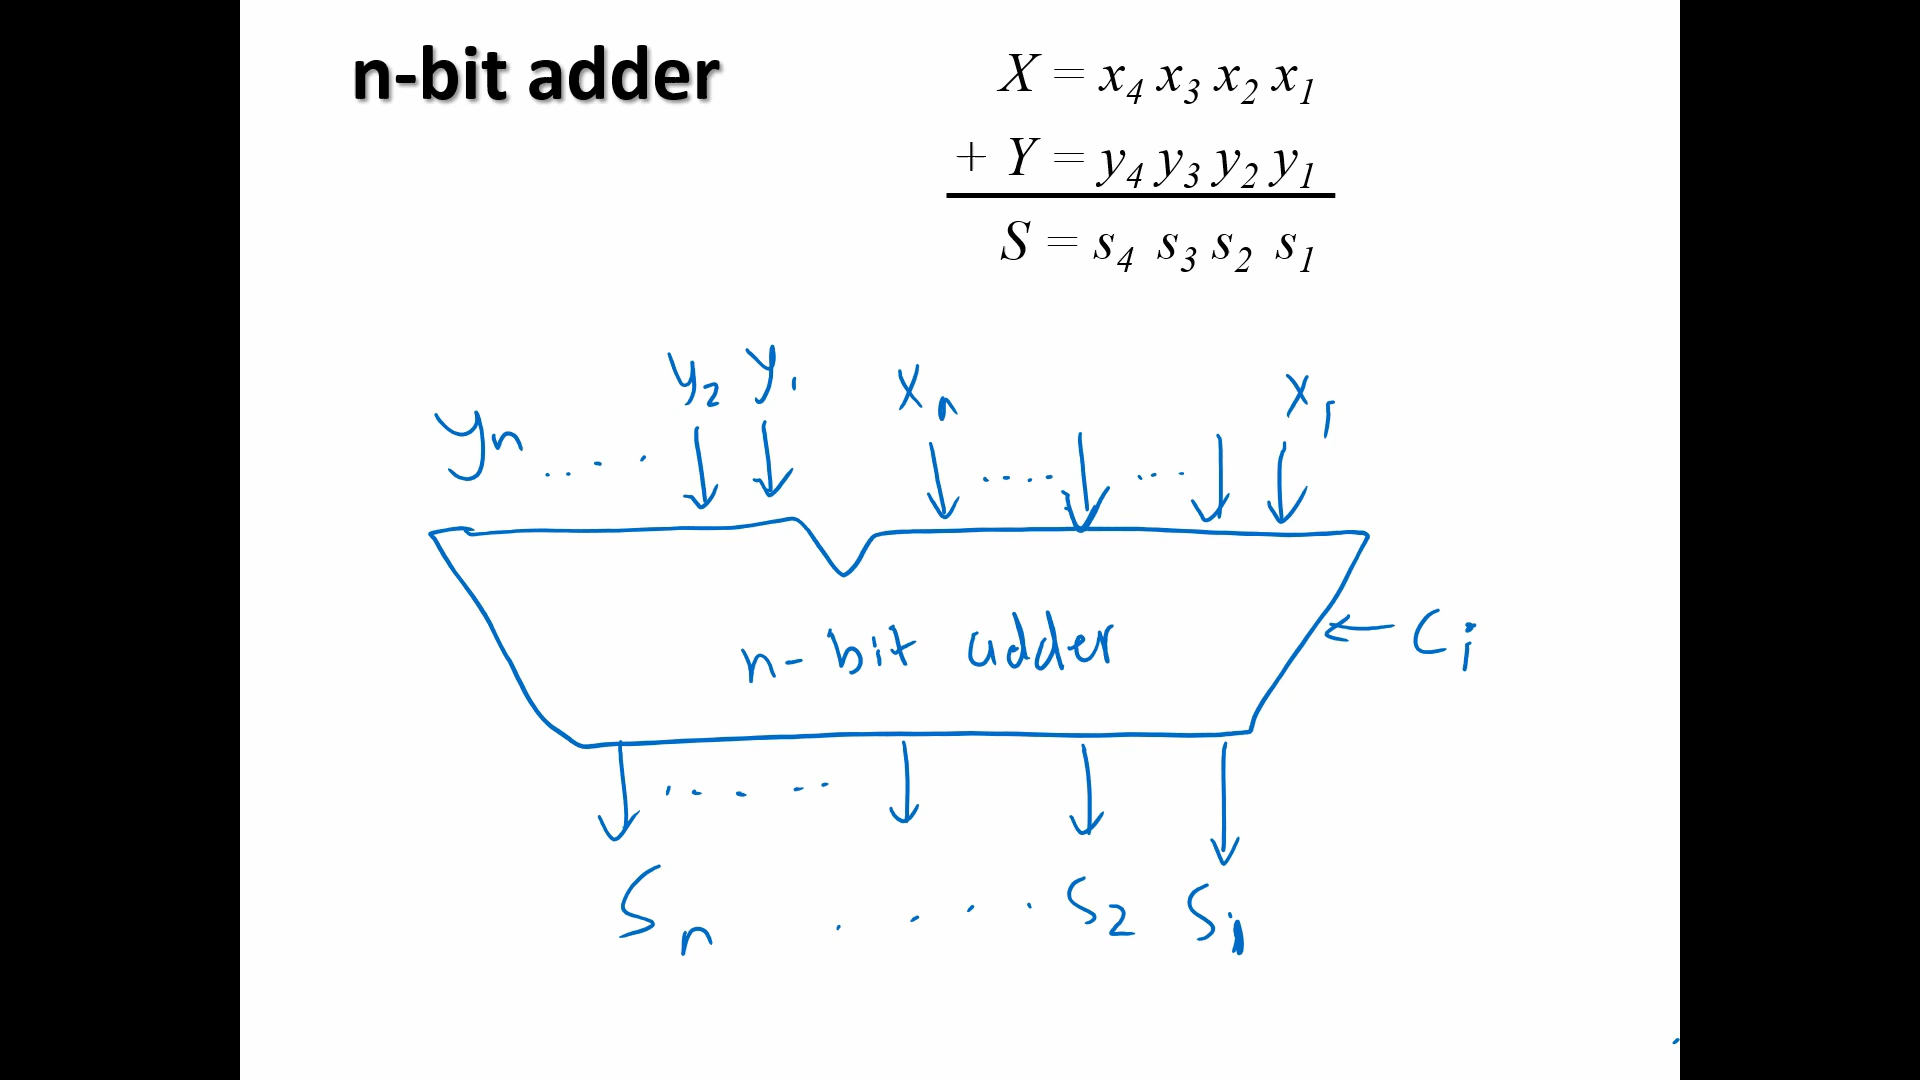 n-bit adder
X = x4 x3 x2 x1
+ Y = y4 y3 y2 y1
S = s4 s3 s2 s1
yn .... y2 y1 xn .... ... x1
n-bit adder ← Ci
.....
Sn .... S2 S1